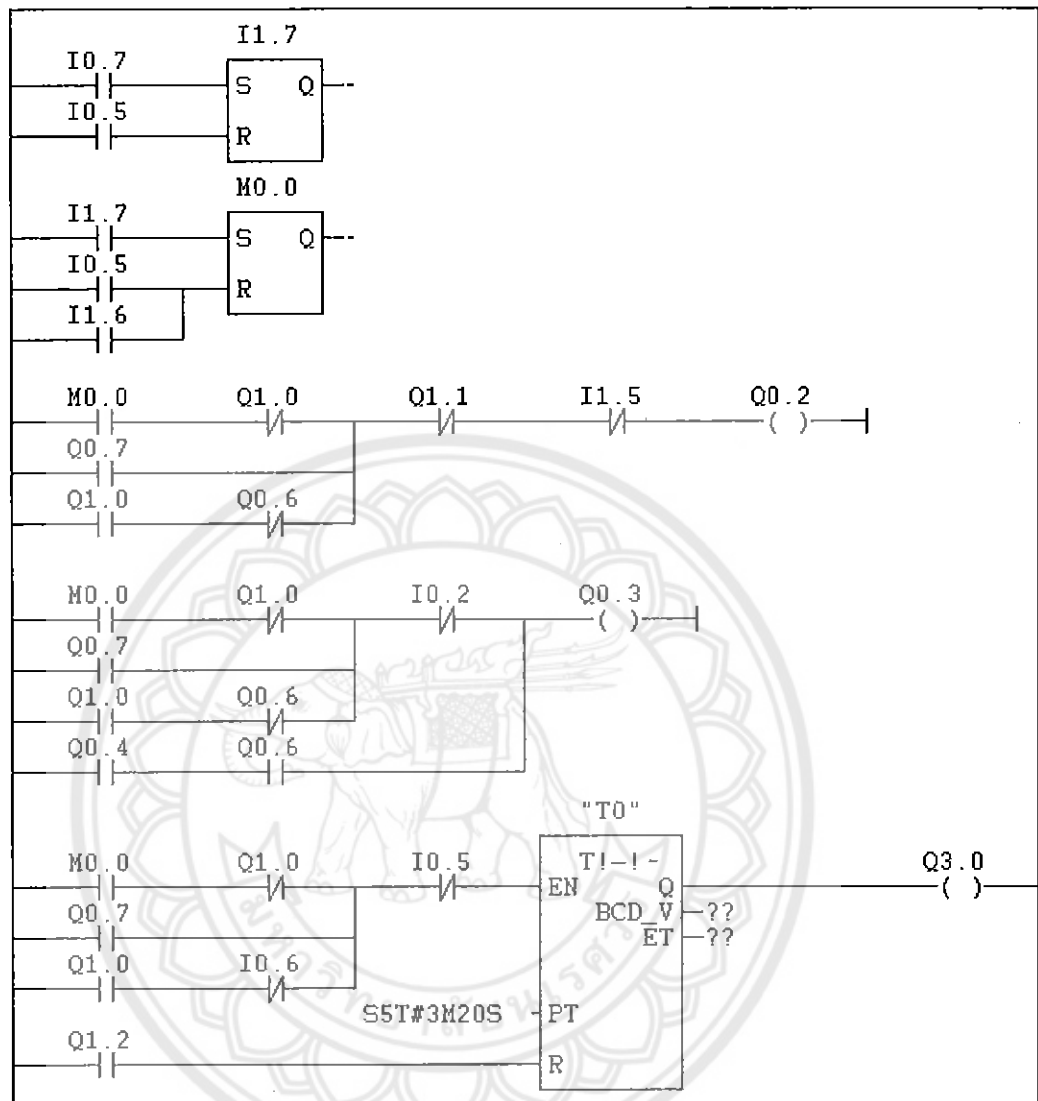 I1.7
I0.7
S Q
I0.5
R
M0.0
I1.7
S Q
I0.5
R
I1.6
M0.0 Q1.0 Q1.1 I1.5 Q0.2
( )
Q0.7
Q1.0 Q0.6
M0.0 Q1.0 I0.2 Q0.3
( )
Q0.7
Q1.0 Q0.6
Q0.4 Q0.6
"T0"
M0.0 Q1.0 I0.5 T!-!- Q3.0
EN Q ( )
Q0.7 BCD_V ??
ET ??
Q1.0 I0.6
S5T#3M20S PT
Q1.2
R